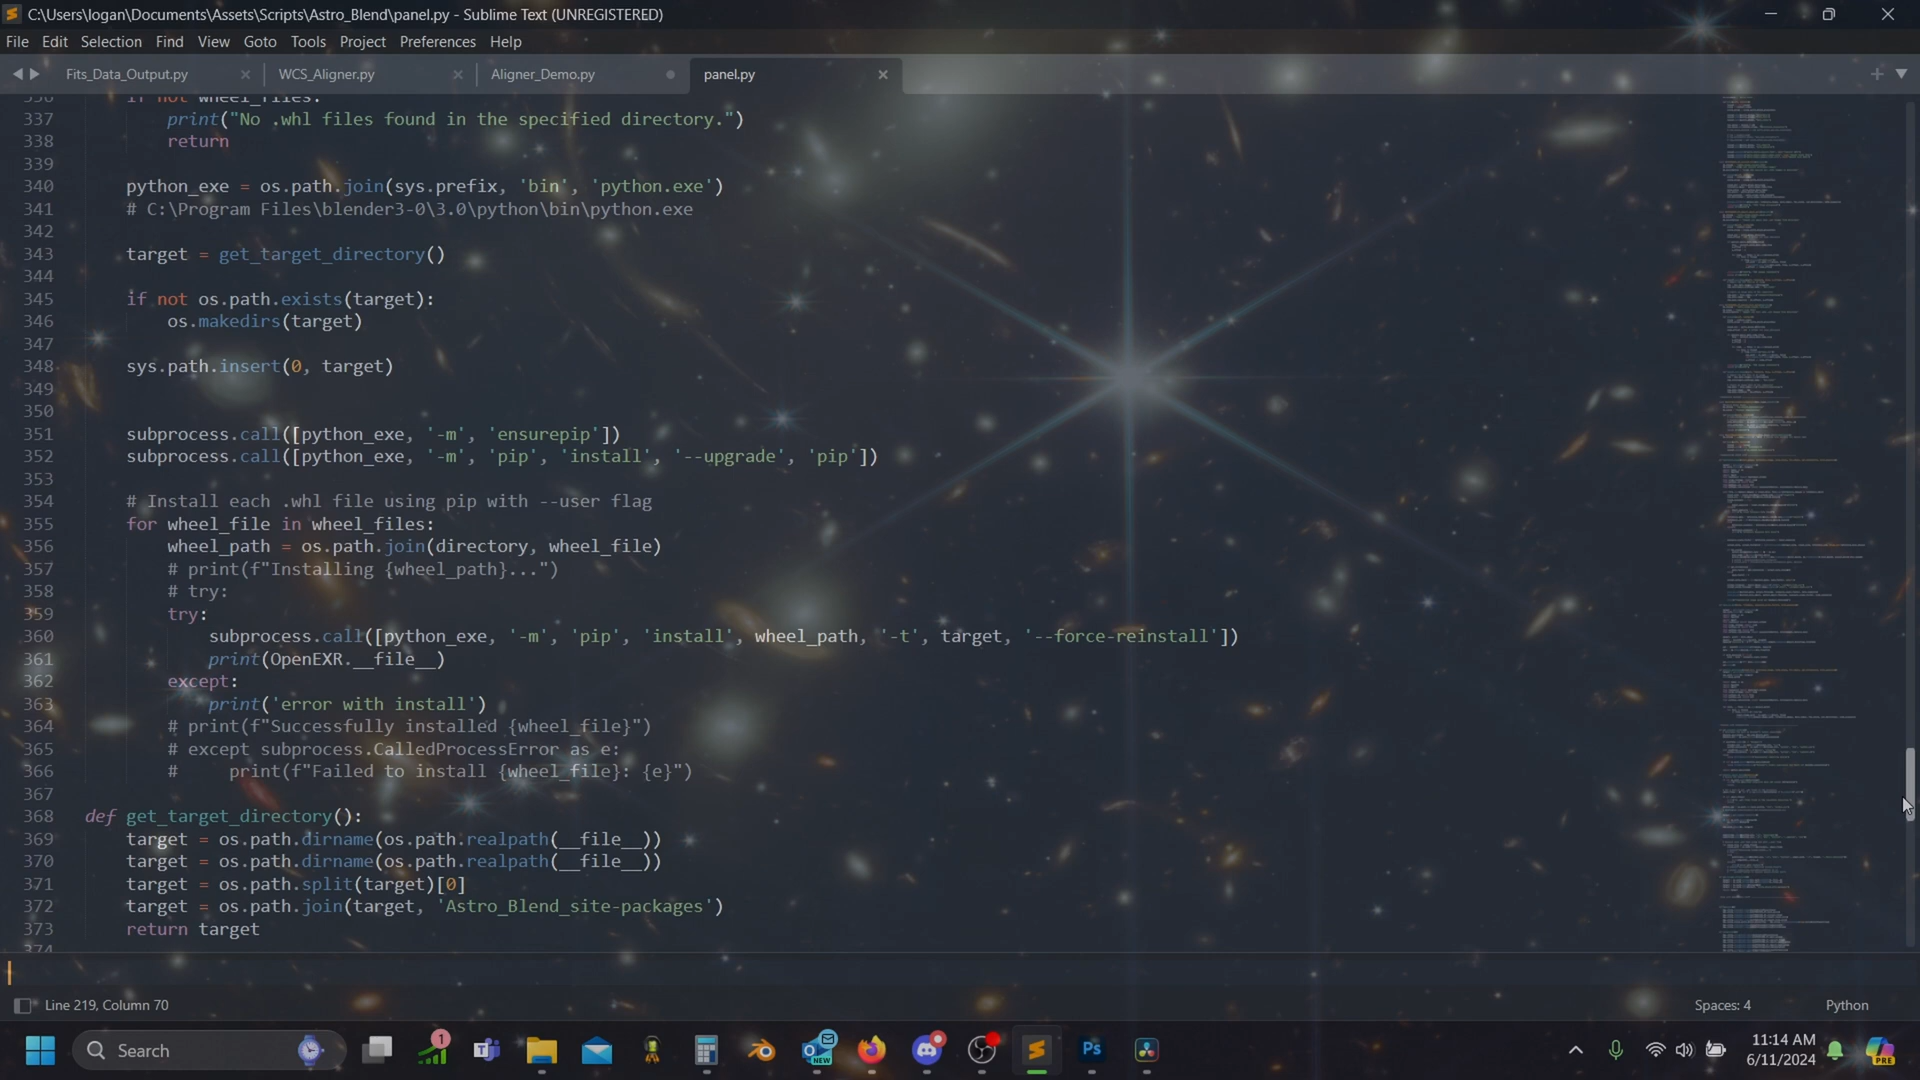 C:\Users\logan\Documents\Assets\Scripts\Astro_Blend\panel.py - Sublime Text (UNREGISTERED)
File Edit Selection Find View Goto Tools Project Preferences Help
Fits_Data_Output.py WCS_Aligner.py Aligner_Demo.py panel.py
336 if not wheel_files:
337 print("No .whl files found in the specified directory.")
338 return
339
340 python_exe = os.path.join(sys.prefix, 'bin', 'python.exe')
341 # C:\Program Files\blender3-0\3.0\python\bin\python.exe
342
343 target = get_target_directory()
344
345 if not os.path.exists(target):
346 os.makedirs(target)
347
348 sys.path.insert(0, target)
349
350
351 subprocess.call([python_exe, '-m', 'ensurepip'])
352 subprocess.call([python_exe, '-m', 'pip', 'install', '--upgrade', 'pip'])
353
354 # Install each .whl file using pip with --user flag
355 for wheel_file in wheel_files:
356 wheel_path = os.path.join(directory, wheel_file)
357 # print(f"Installing {wheel_path}...")
358 # try:
359 try:
360 subprocess.call([python_exe, '-m', 'pip', 'install', wheel_path, '-t', target, '--force-reinstall'])
361 print(OpenEXR.__file__)
362 except:
363 print('error with install')
364 # print(f"Successfully installed {wheel_file}")
365 # except subprocess.CalledProcessError as e:
366 # print(f"Failed to install {wheel_file}: {e}")
367
368 def get_target_directory():
369 target = os.path.dirname(os.path.realpath(__file__))
370 target = os.path.dirname(os.path.realpath(__file__))
371 target = os.path.split(target)[0]
372 target = os.path.join(target, 'Astro_Blend_site-packages')
373 return target
374
Line 219, Column 70 Spaces: 4 Python
Search 1 NEW Ps 11:14 AM PRE
6/11/2024